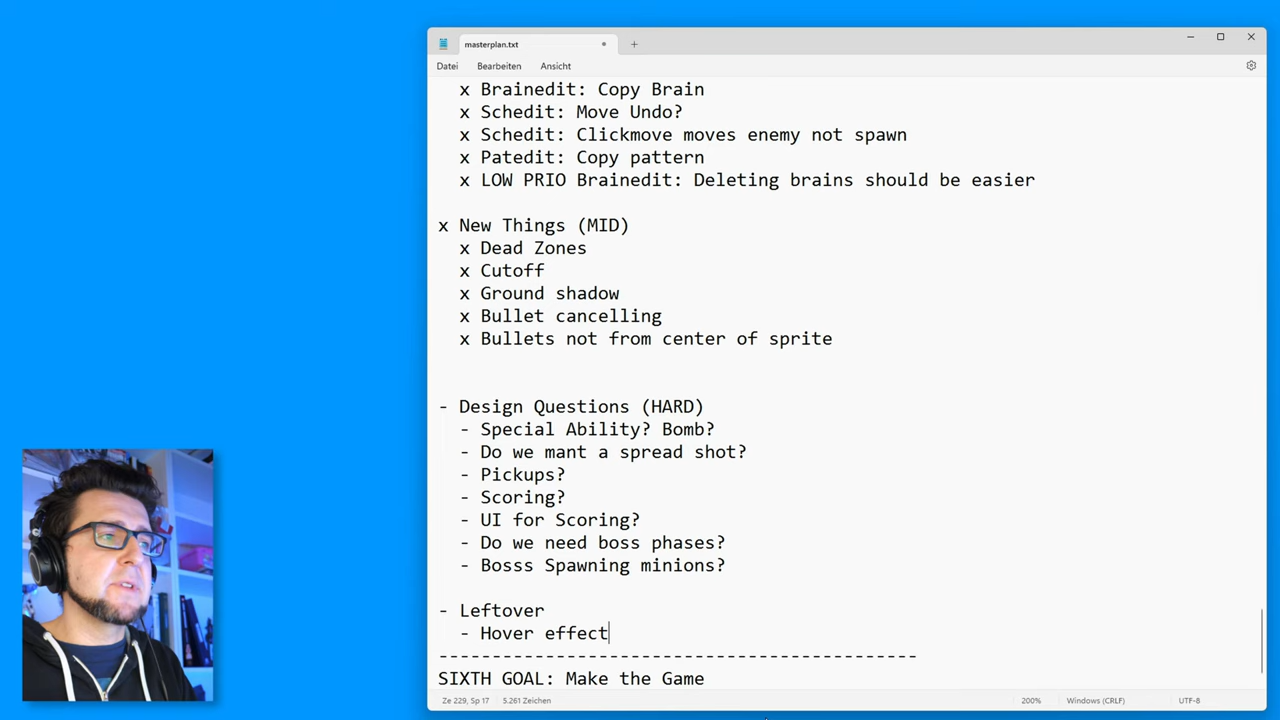 masterplan.txt
Datei Bearbeiten Ansicht
x Brainedit: Copy Brain
x Schedit: Move Undo?
x Schedit: Clickmove moves enemy not spawn
x Patedit: Copy pattern
x LOW PRIO Brainedit: Deleting brains should be easier
x New Things (MID)
x Dead Zones
x Cutoff
x Ground shadow
x Bullet cancelling
x Bullets not from center of sprite
- Design Questions (HARD)
- Special Ability? Bomb?
- Do we want a spread shot?
- Pickups?
- Scoring?
- UI for Scoring?
- Do we need boss phases?
- Bosss Spawning minions?
- Leftover
- Hover effect
---------------------------------------------
SIXTH GOAL: Make the Game
Ze 229, Sp 17 5.261 Zeichen 200% Windows (CRLF) UTF-8